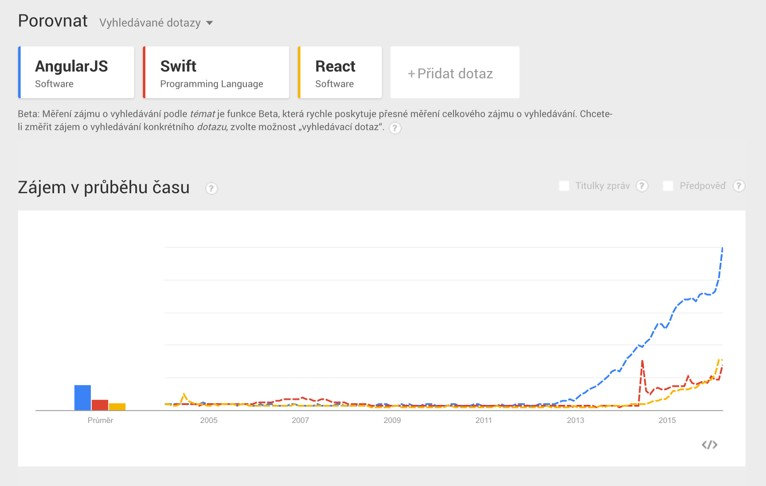 Porovnat Vyhledávané dotazy
AngularJS
Software
Swift
Programming Language
React
Software
+ Přidat dotaz
Beta: Měření zájmu o vyhledávání podle témat je funkce Beta, která rychle poskytuje přesné měření celkového zájmu o vyhledávání. Chcete-
li změřit zájem o vyhledávání konkrétního dotazu, zvolte možnost „vyhledávací dotaz“. ?
Zájem v průběhu času ?
Titulky zpráv ? Předpověď ?
Průměr 2005 2007 2009 2011 2013 2015
</>